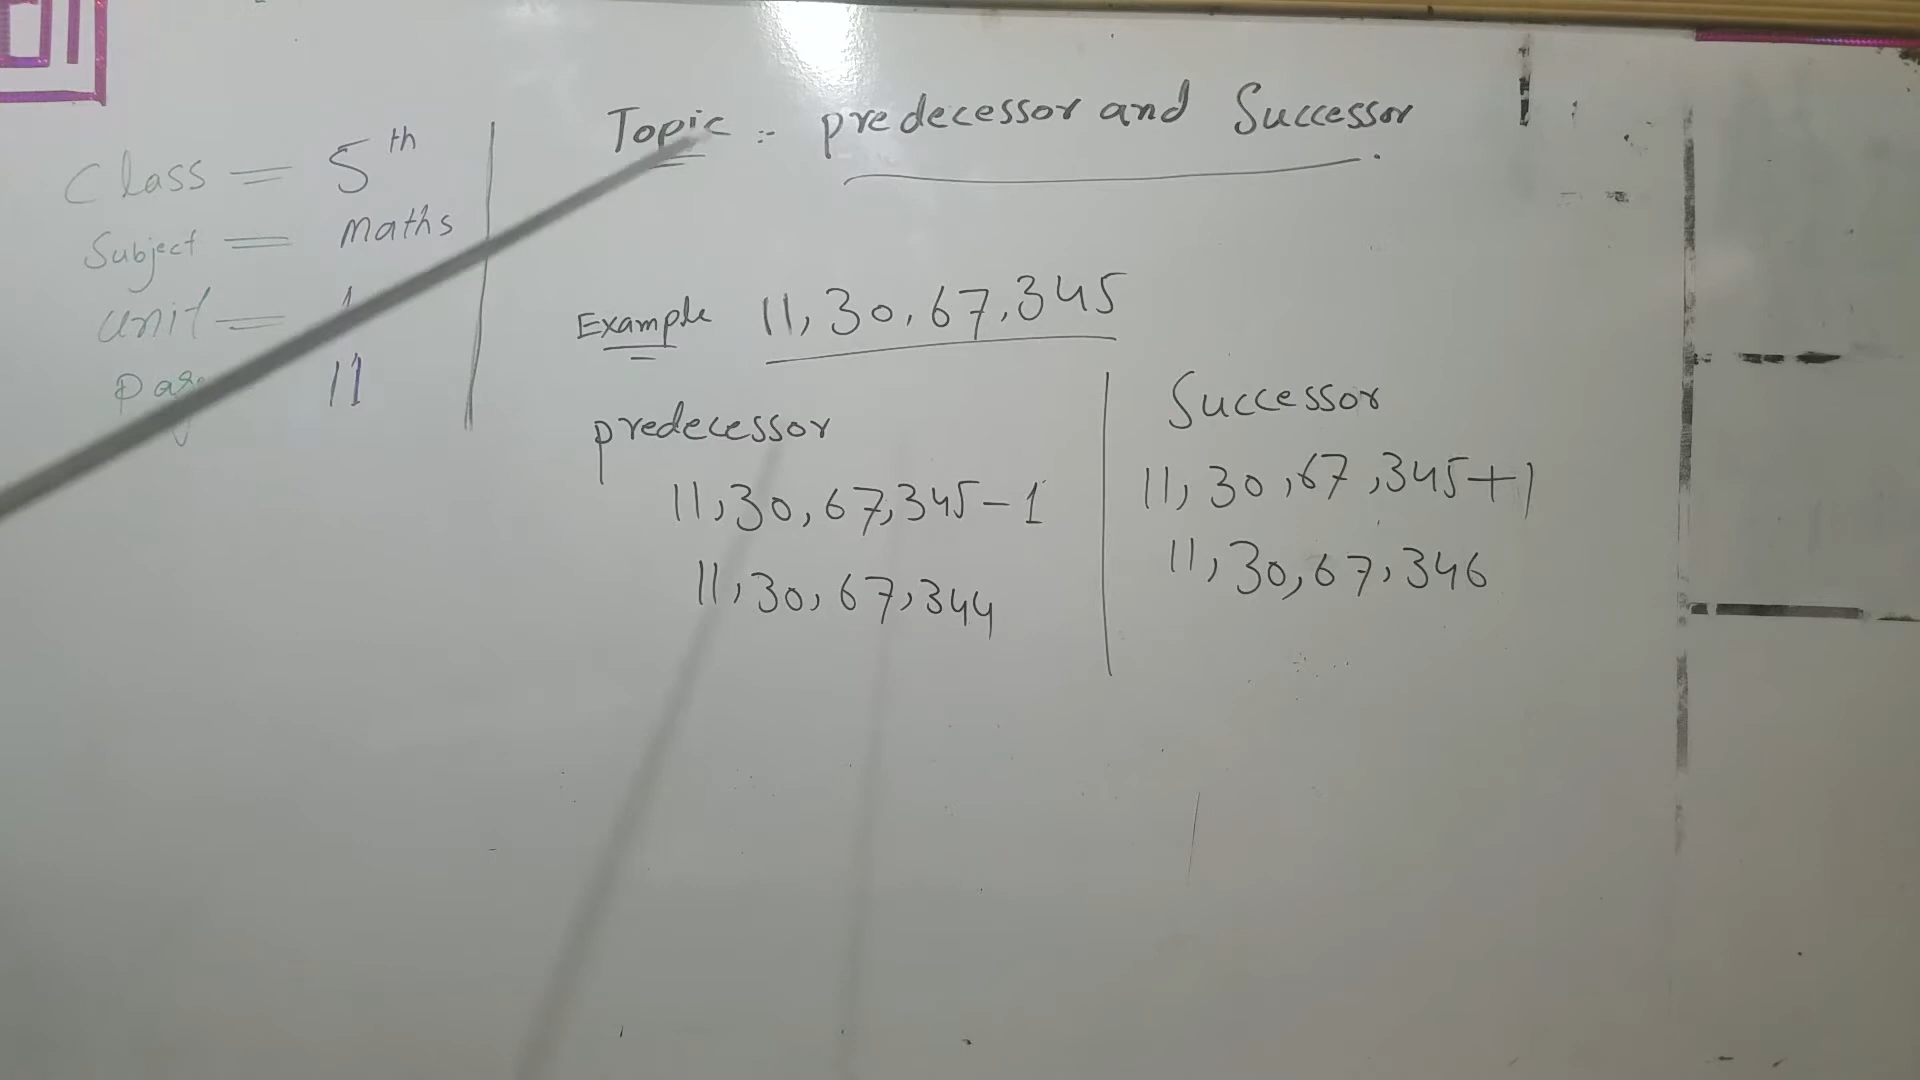 Class = 5th
Subject = Maths
unit = 1
11
Topic :- predecessor and Successor
Example 11,30,67,345
predecessor
11,30,67,345-1
11,30,67,344
Successor
11,30,67,345+1
11,30,67,346